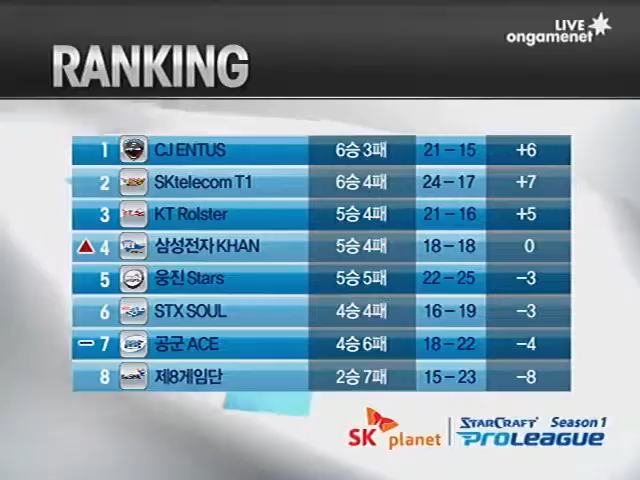 LIVE
ongamenet
RANKING
1 CJ ENTUS 6승 3패 21-15 +6
2 SKtelecom T1 6승 4패 24-17 +7
3 KT Rolster 5승 4패 21-16 +5
4 삼성전자 KHAN 5승 4패 18-18 0
5 웅진 Stars 5승 5패 22-25 -3
6 STX SOUL 4승 4패 16-19 -3
7 공군 ACE 4승 6패 18-22 -4
8 제8게임단 2승 7패 15-23 -8
SK planet
STARCRAFT Season 1
PROLEAGUE